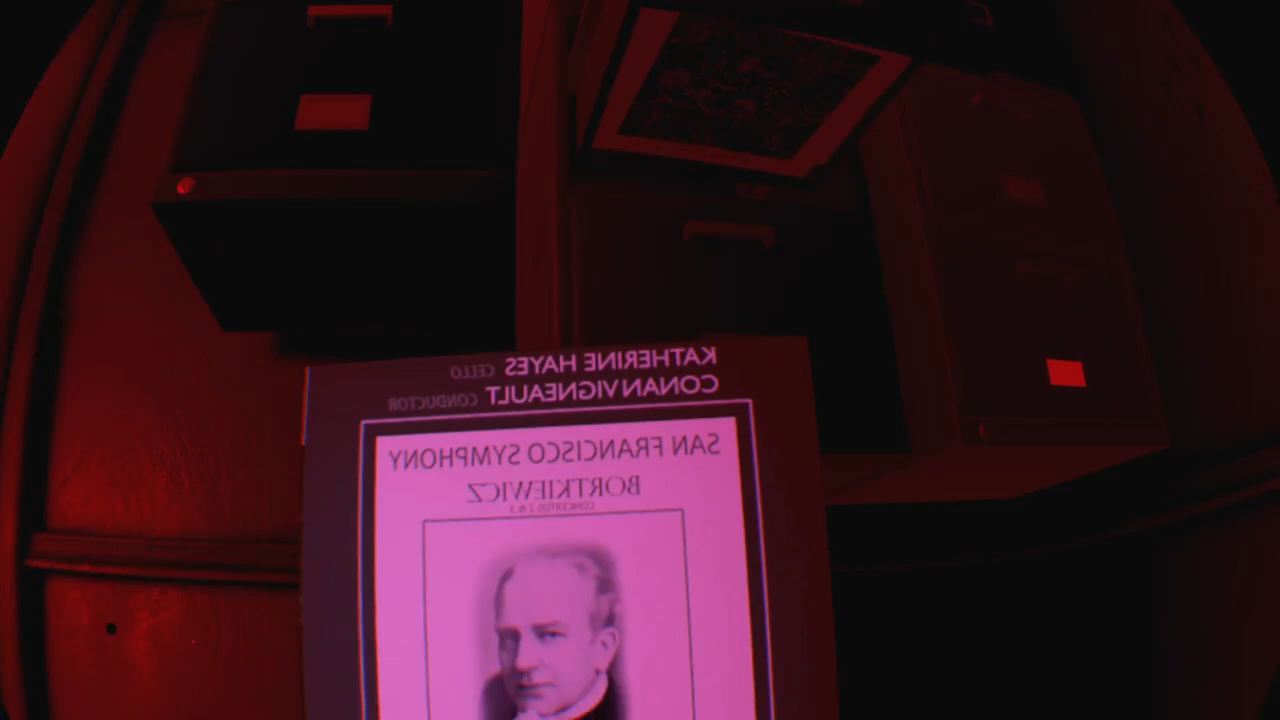 KATHERINE HAYES CELLO
CONAN VIGNEAULT CONDUCTOR
SAN FRANCISCO SYMPHONY
BORTKIEWICZ
CONCERTOS 2 & 3